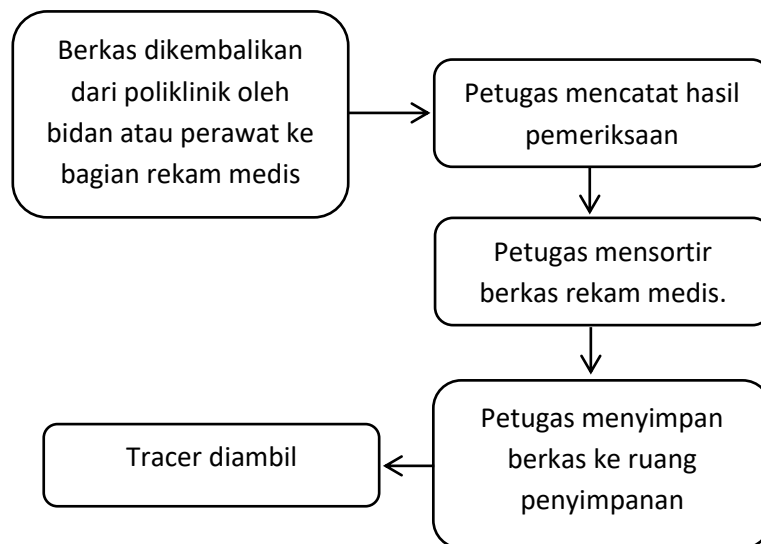 Berkas dikembalikan
dari poliklinik oleh
bidan atau perawat ke
bagian rekam medis
Petugas mencatat hasil
pemeriksaan
Petugas mensortir
berkas rekam medis.
Petugas menyimpan
berkas ke ruang
penyimpanan
Tracer diambil